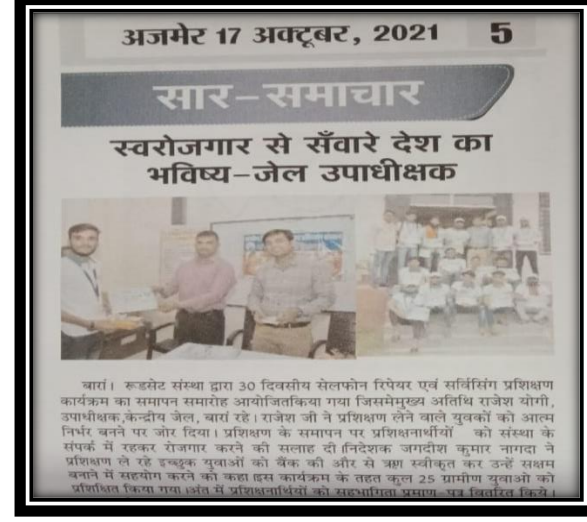 अजमेर 17 अक्टूबर, 2021 5
सार-समाचार
स्वरोजगार से सँवारे देश का
भविष्य-जेल उपाधीक्षक
बारां। रूडसेट संस्था द्वारा 30 दिवसीय सेलफोन रिपेयर एवं सर्विसिंग प्रशिक्षण
कार्यक्रम का समापन समारोह आयोजितकिया गया जिसमेमुख्य अतिथि राजेश योगी,
उपाधीक्षक,केन्द्रीय जेल, बारां रहे। राजेश जी ने प्रशिक्षण लेने वाले युवकों को आत्म
निर्भर बनने पर जोर दिया। प्रशिक्षण के समापन पर प्रशिक्षनार्थीयों को संस्था के
संपर्क में रहकर रोजगार करने की सलाह दी।निदेशक जगदीश कुमार नागदा ने
प्रशिक्षण ले रहे इच्छुक युवाओं को बैंक की और से ऋण स्वीकृत कर उन्हें सक्षम
बनाने में सहयोग करने को कहा।इस कार्यक्रम के तहत कुल 25 ग्रामीण युवाओ को
प्रशिक्षित किया गया।अंत में प्रशिक्षनार्थियों को सहभागिता प्रमाण-पत्र वितरित किये।